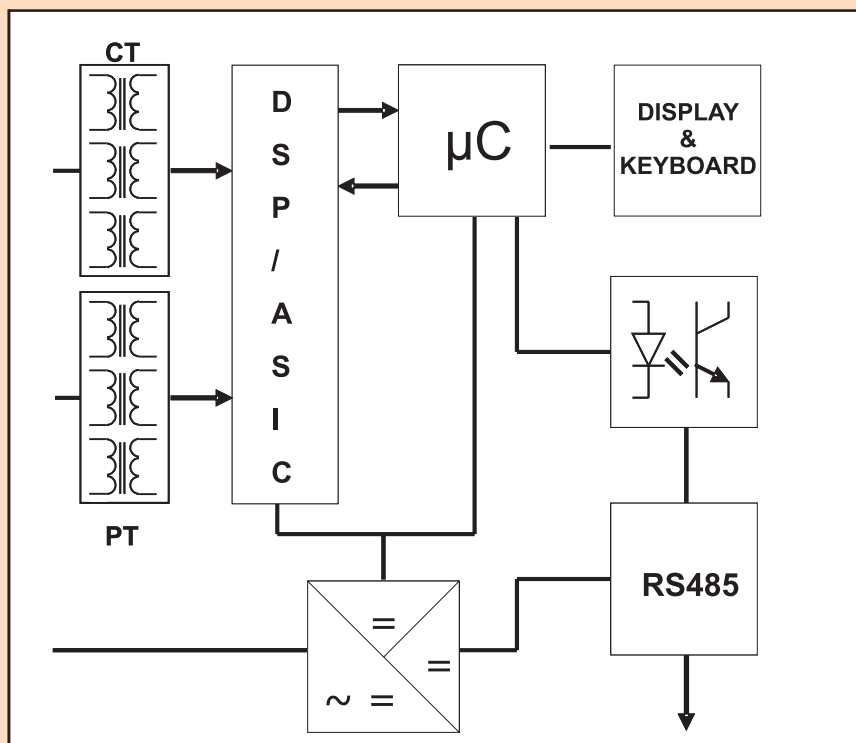 CT
D
S
P
/
A
S
I
C
µC
DISPLAY
&
KEYBOARD
PT
RS485
=
=
~ =